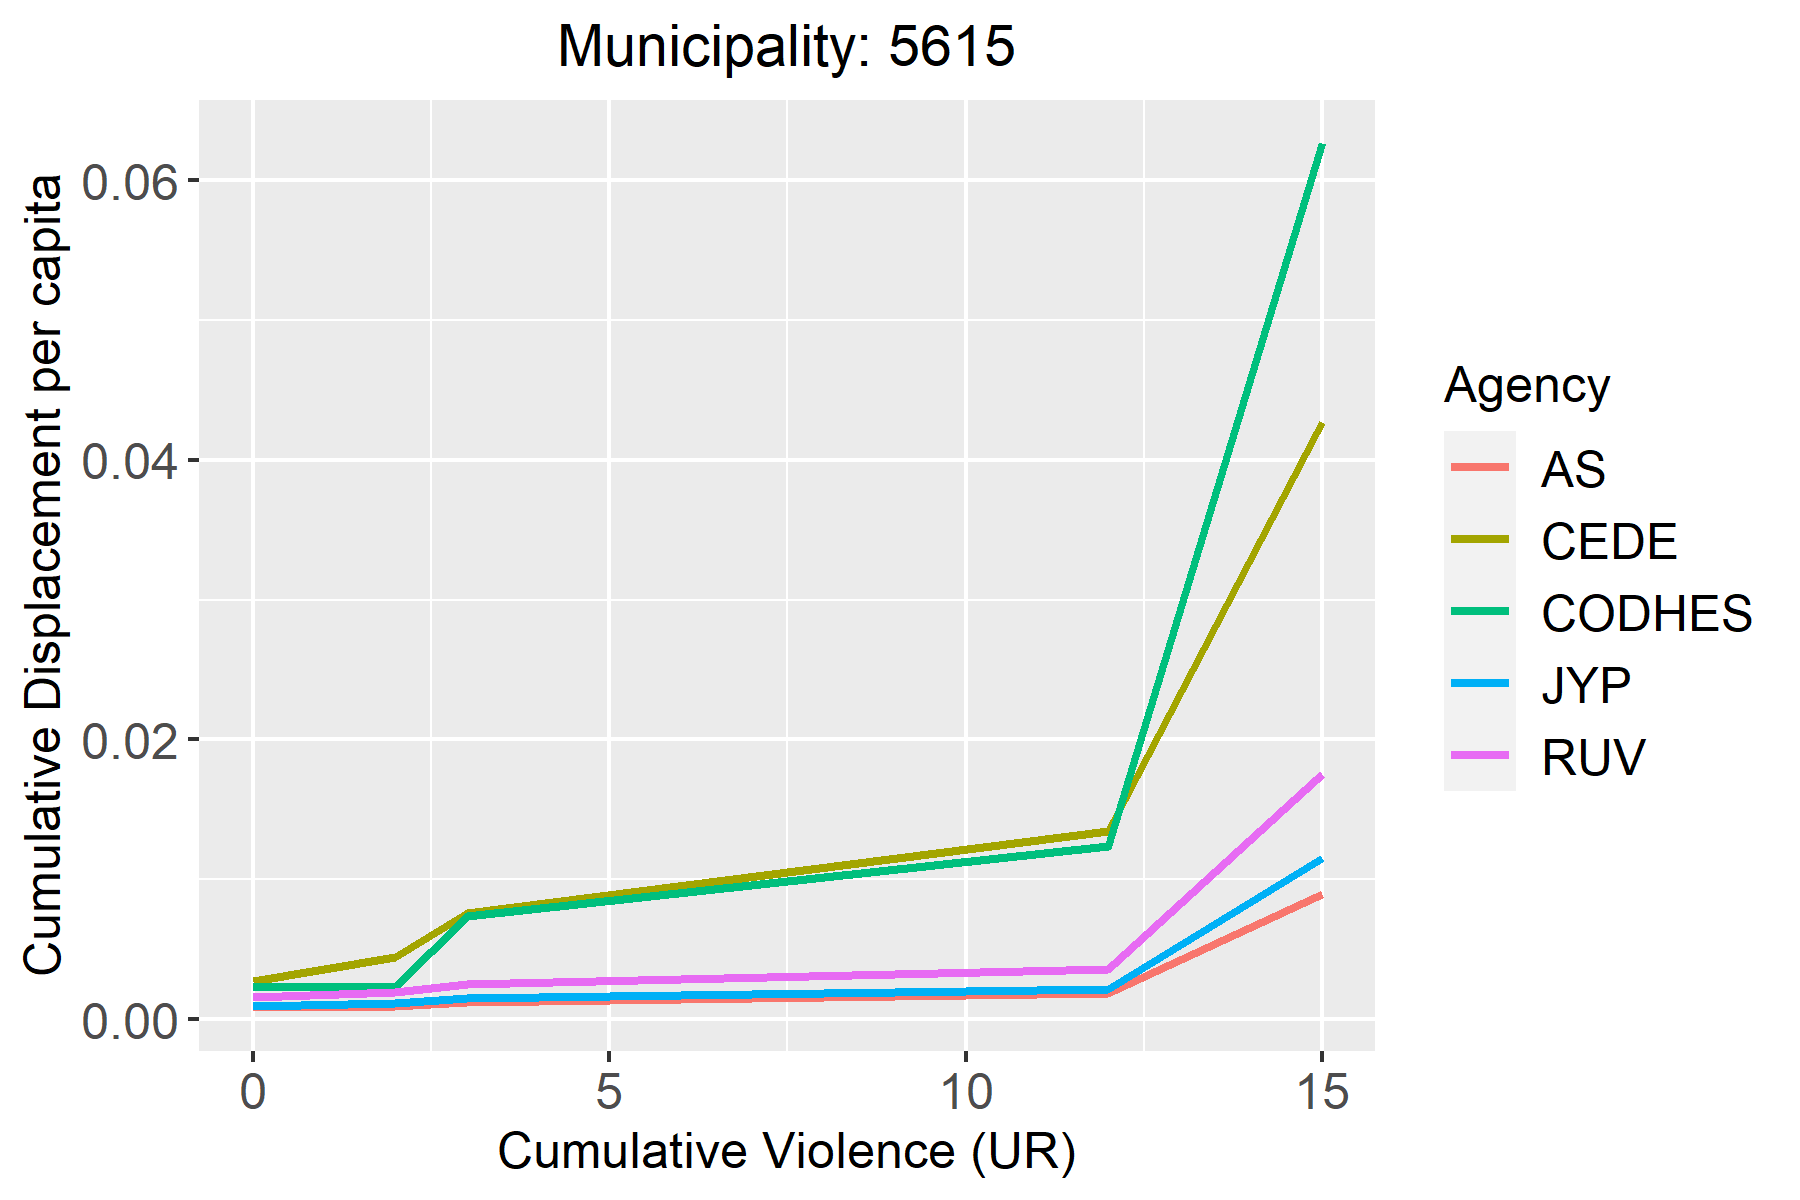 Municipality: 5615
Cumulative Displacement per capita
0.06
0.04
0.02
0.00
0 5 10 15
Cumulative Violence (UR)
Agency
AS
CEDE
CODHES
JYP
RUV